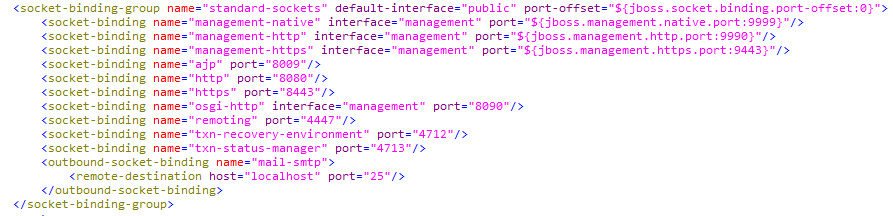 <socket-binding-group name="standard-sockets" default-interface="public" port-offset="${jboss.socket.binding.port-offset:0}">
<socket-binding name="management-native" interface="management" port="${jboss.management.native.port:9999}"/>
<socket-binding name="management-http" interface="management" port="${jboss.management.http.port:9990}"/>
<socket-binding name="management-https" interface="management" port="${jboss.management.https.port:9443}"/>
<socket-binding name="ajp" port="8009"/>
<socket-binding name="http" port="8080"/>
<socket-binding name="https" port="8443"/>
<socket-binding name="osgi-http" interface="management" port="8090"/>
<socket-binding name="remoting" port="4447"/>
<socket-binding name="txn-recovery-environment" port="4712"/>
<socket-binding name="txn-status-manager" port="4713"/>
<outbound-socket-binding name="mail-smtp">
<remote-destination host="localhost" port="25"/>
</outbound-socket-binding>
</socket-binding-group>